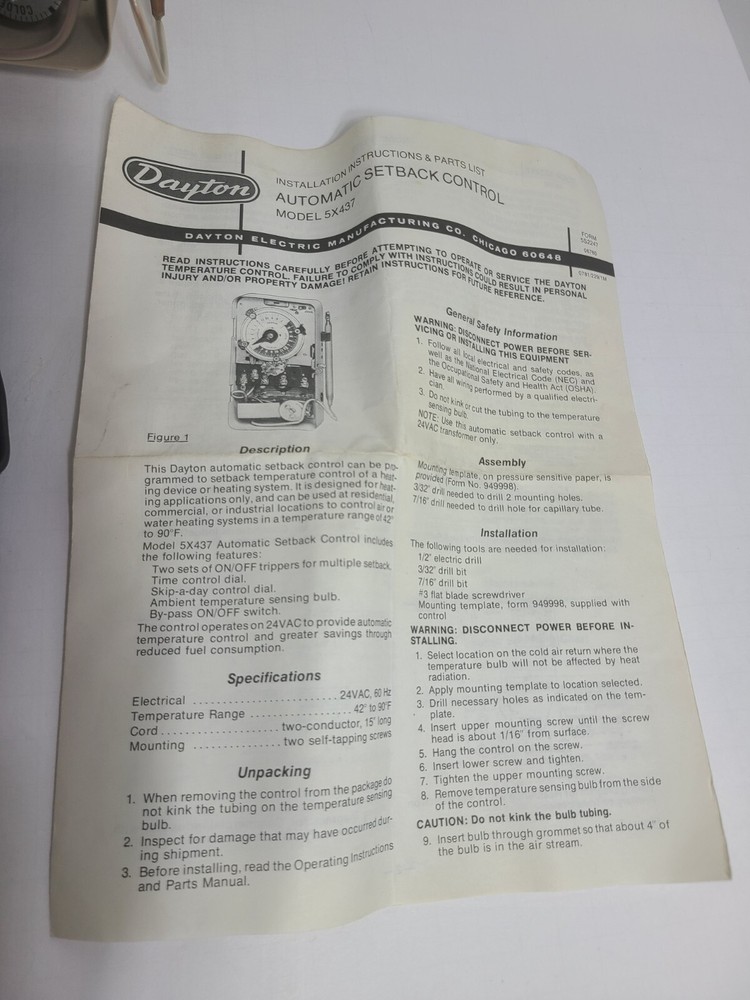 COLD
Dayton
INSTALLATION INSTRUCTIONS & PARTS LIST
AUTOMATIC SETBACK CONTROL
MODEL 5X437
DAYTON ELECTRIC MANUFACTURING CO. CHICAGO 60648
FORM
5S2247
READ INSTRUCTIONS CAREFULLY BEFORE ATTEMPTING TO OPERATE OR SERVICE THE DAYTON
TEMPERATURE CONTROL. FAILURE TO COMPLY WITH INSTRUCTIONS COULD RESULT IN PERSONAL
INJURY AND/OR PROPERTY DAMAGE! RETAIN INSTRUCTIONS FOR FUTURE REFERENCE.
Figure 1
Description
This Dayton automatic setback control can be pro-
grammed to setback temperature control of a heat-
ing device or heating system. It is designed for heat-
ing applications only, and can be used at residential,
commercial, or industrial locations to control air or
water heating systems in a temperature range of 42°
to 90°F.
Model 5X437 Automatic Setback Control includes
the following features:
Two sets of ON/OFF trippers for multiple setback.
Time control dial.
Skip-a-day control dial.
Ambient temperature sensing bulb.
By-pass ON/OFF switch.
The control operates on 24VAC to provide automatic
temperature control and greater savings through
reduced fuel consumption.
Specifications
Electrical ........................ 24VAC, 60 Hz
Temperature Range ................ 42° to 90°F
Cord .................... two-conductor, 15" long
Mounting .............. two self-tapping screws
Unpacking
1. When removing the control from the package do
not kink the tubing on the temperature sensing
bulb.
2. Inspect for damage that may have occurred dur-
ing shipment.
3. Before installing, read the Operating Instructions
and Parts Manual.
General Safety Information
WARNING: DISCONNECT POWER BEFORE SER-
VICING OR INSTALLING THIS EQUIPMENT
1. Follow all local electrical and safety codes, as
well as the National Electrical Code (NEC) and
the Occupational Safety and Health Act (OSHA).
2. Have all wiring performed by a qualified electri-
cian.
3. Do not kink or cut the tubing to the temperature
sensing bulb.
NOTE: Use this automatic setback control with a
24VAC transformer only.
Assembly
Mounting template, on pressure sensitive paper, is
provided (Form No. 949998).
3/32" drill needed to drill 2 mounting holes.
7/16" drill needed to drill hole for capillary tube.
Installation
The following tools are needed for installation:
1/2" electric drill
3/32" drill bit
7/16" drill bit
#3 flat blade screwdriver
Mounting template, form 949998, supplied with
control
WARNING: DISCONNECT POWER BEFORE IN-
STALLING.
1. Select location on the cold air return where the
temperature bulb will not be affected by heat
radiation.
2. Apply mounting template to location selected.
3. Drill necessary holes as indicated on the tem-
plate.
4. Insert upper mounting screw until the screw
head is about 1/16" from surface.
5. Hang the control on the screw.
6. Insert lower screw and tighten.
7. Tighten the upper mounting screw.
8. Remove temperature sensing bulb from the side
of the control.
CAUTION: Do not kink the bulb tubing.
9. Insert bulb through grommet so that about 4" of
the bulb is in the air stream.